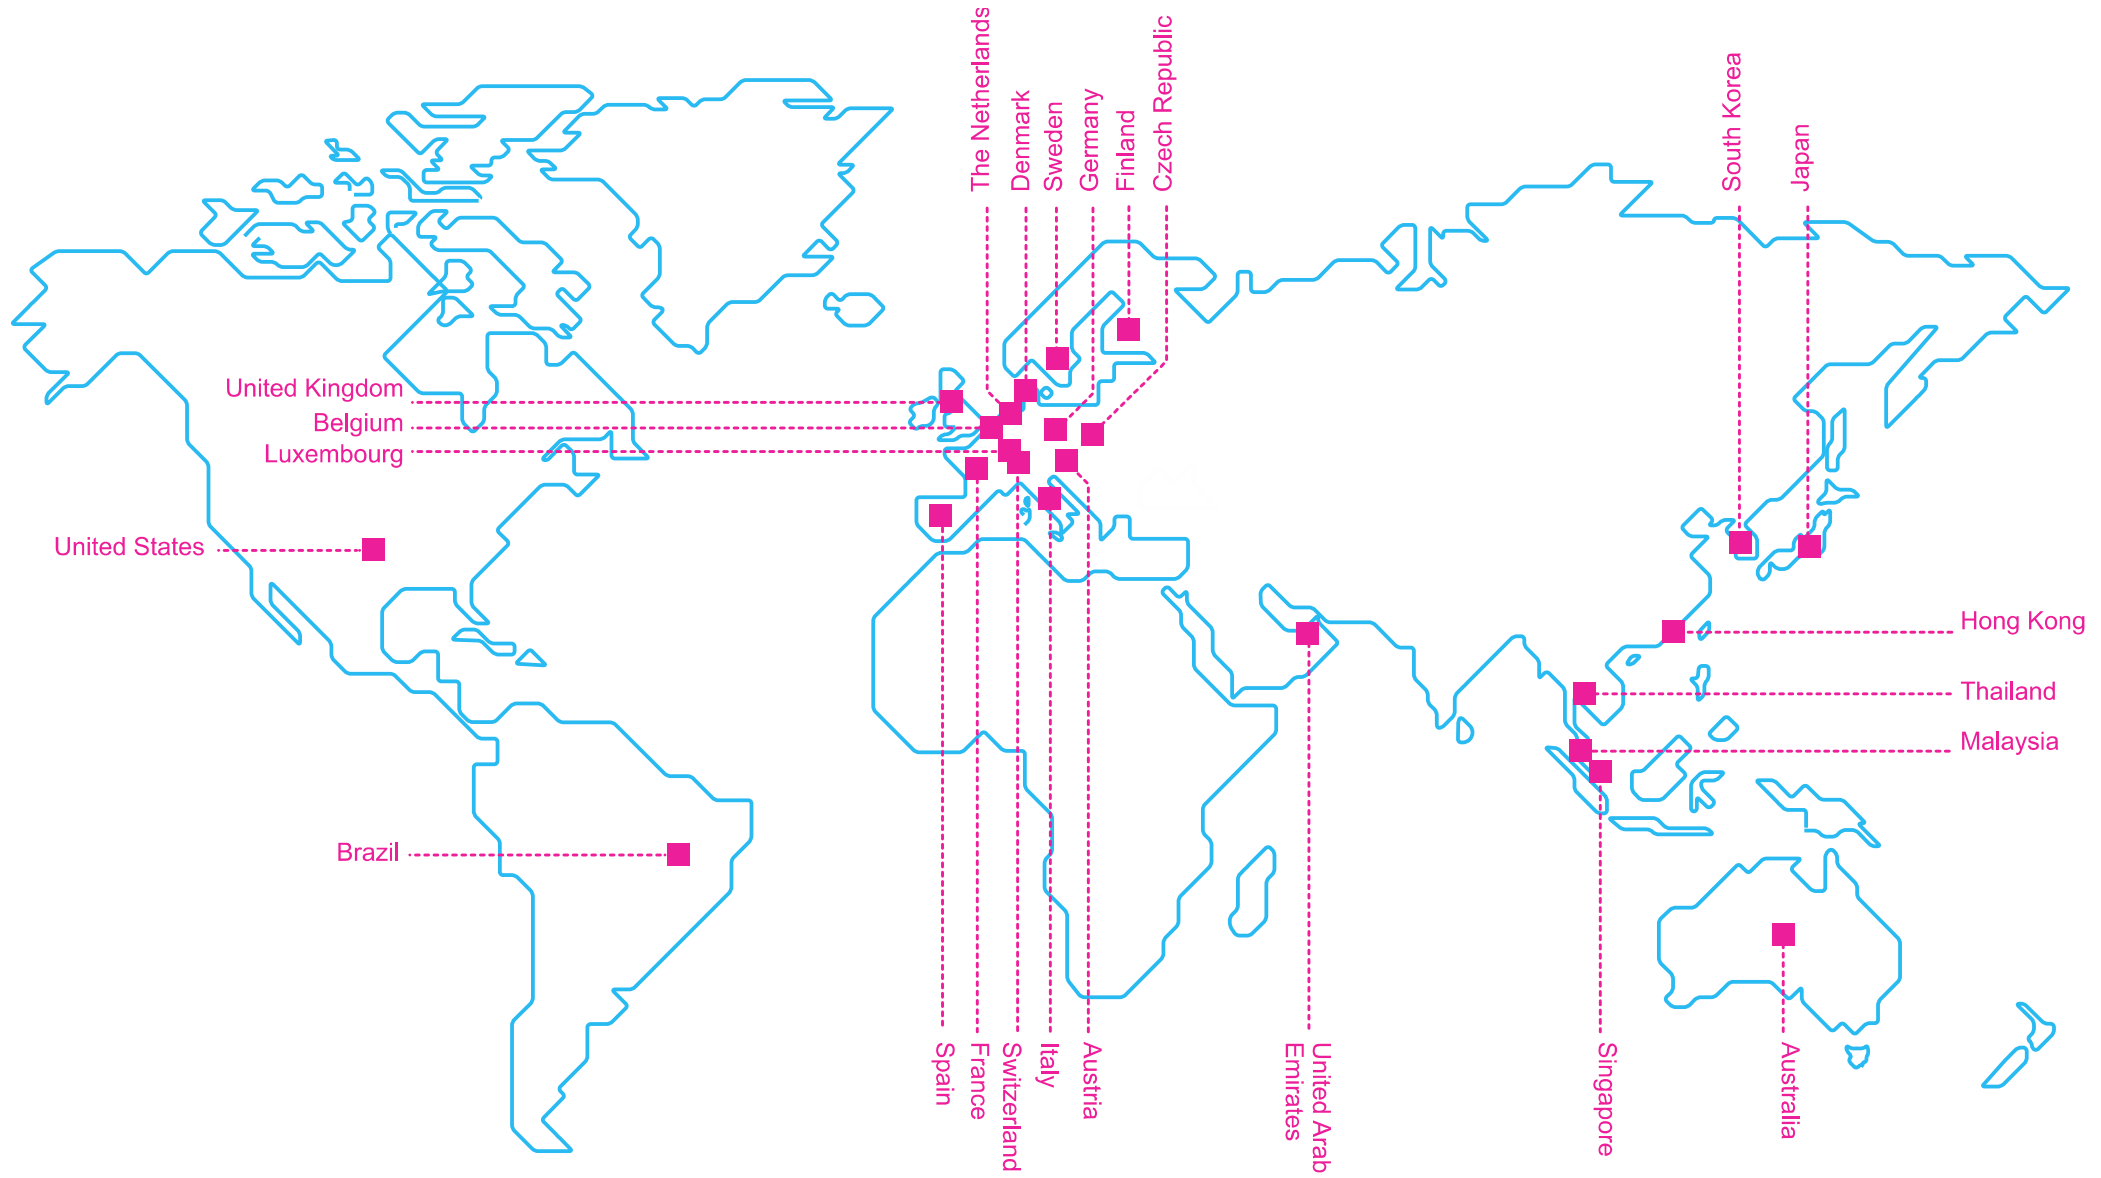 The Netherlands
Denmark
Sweden
Germany
Finland
Czech Republic
South Korea
Japan
United Kingdom
Belgium
Luxembourg
United States
Brazil
Hong Kong
Thailand
Malaysia
Spain
France
Switzerland
Italy
Austria
United Arab
Emirates
Singapore
Australia